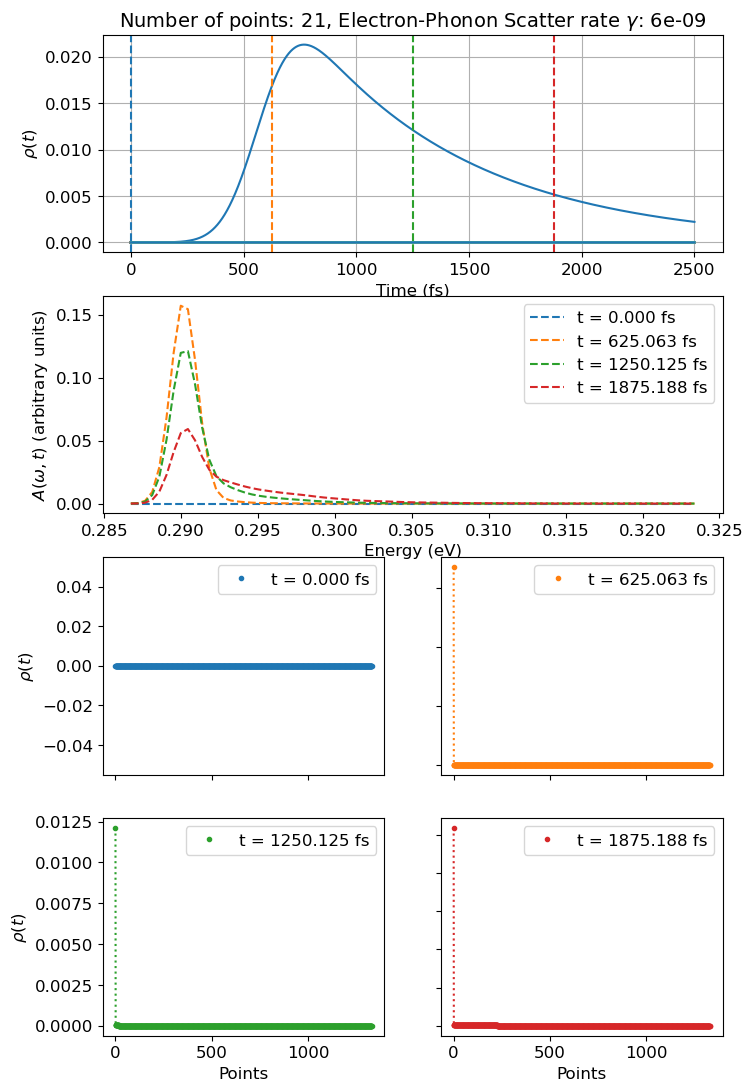 Number of points: 21, Electron-Phonon Scatter rate γ: 6e-09
0.020
0.015
0.010
0.005
0.000
ρ(t)
0 500 1000 1500 2000 2500
Time (fs)
0.15
0.10
0.05
0.00
A(ω, t) (arbitrary units)
t = 0.000 fs
t = 625.063 fs
t = 1250.125 fs
t = 1875.188 fs
0.285 0.290 0.295 0.300 0.305 0.310 0.315 0.320 0.325
Energy (eV)
0.04
0.02
0.00
−0.02
−0.04
ρ(t)
t = 0.000 fs
t = 625.063 fs
0.0125
0.0100
0.0075
0.0050
0.0025
0.0000
ρ(t)
t = 1250.125 fs
0 500 1000
Points
t = 1875.188 fs
0 500 1000
Points